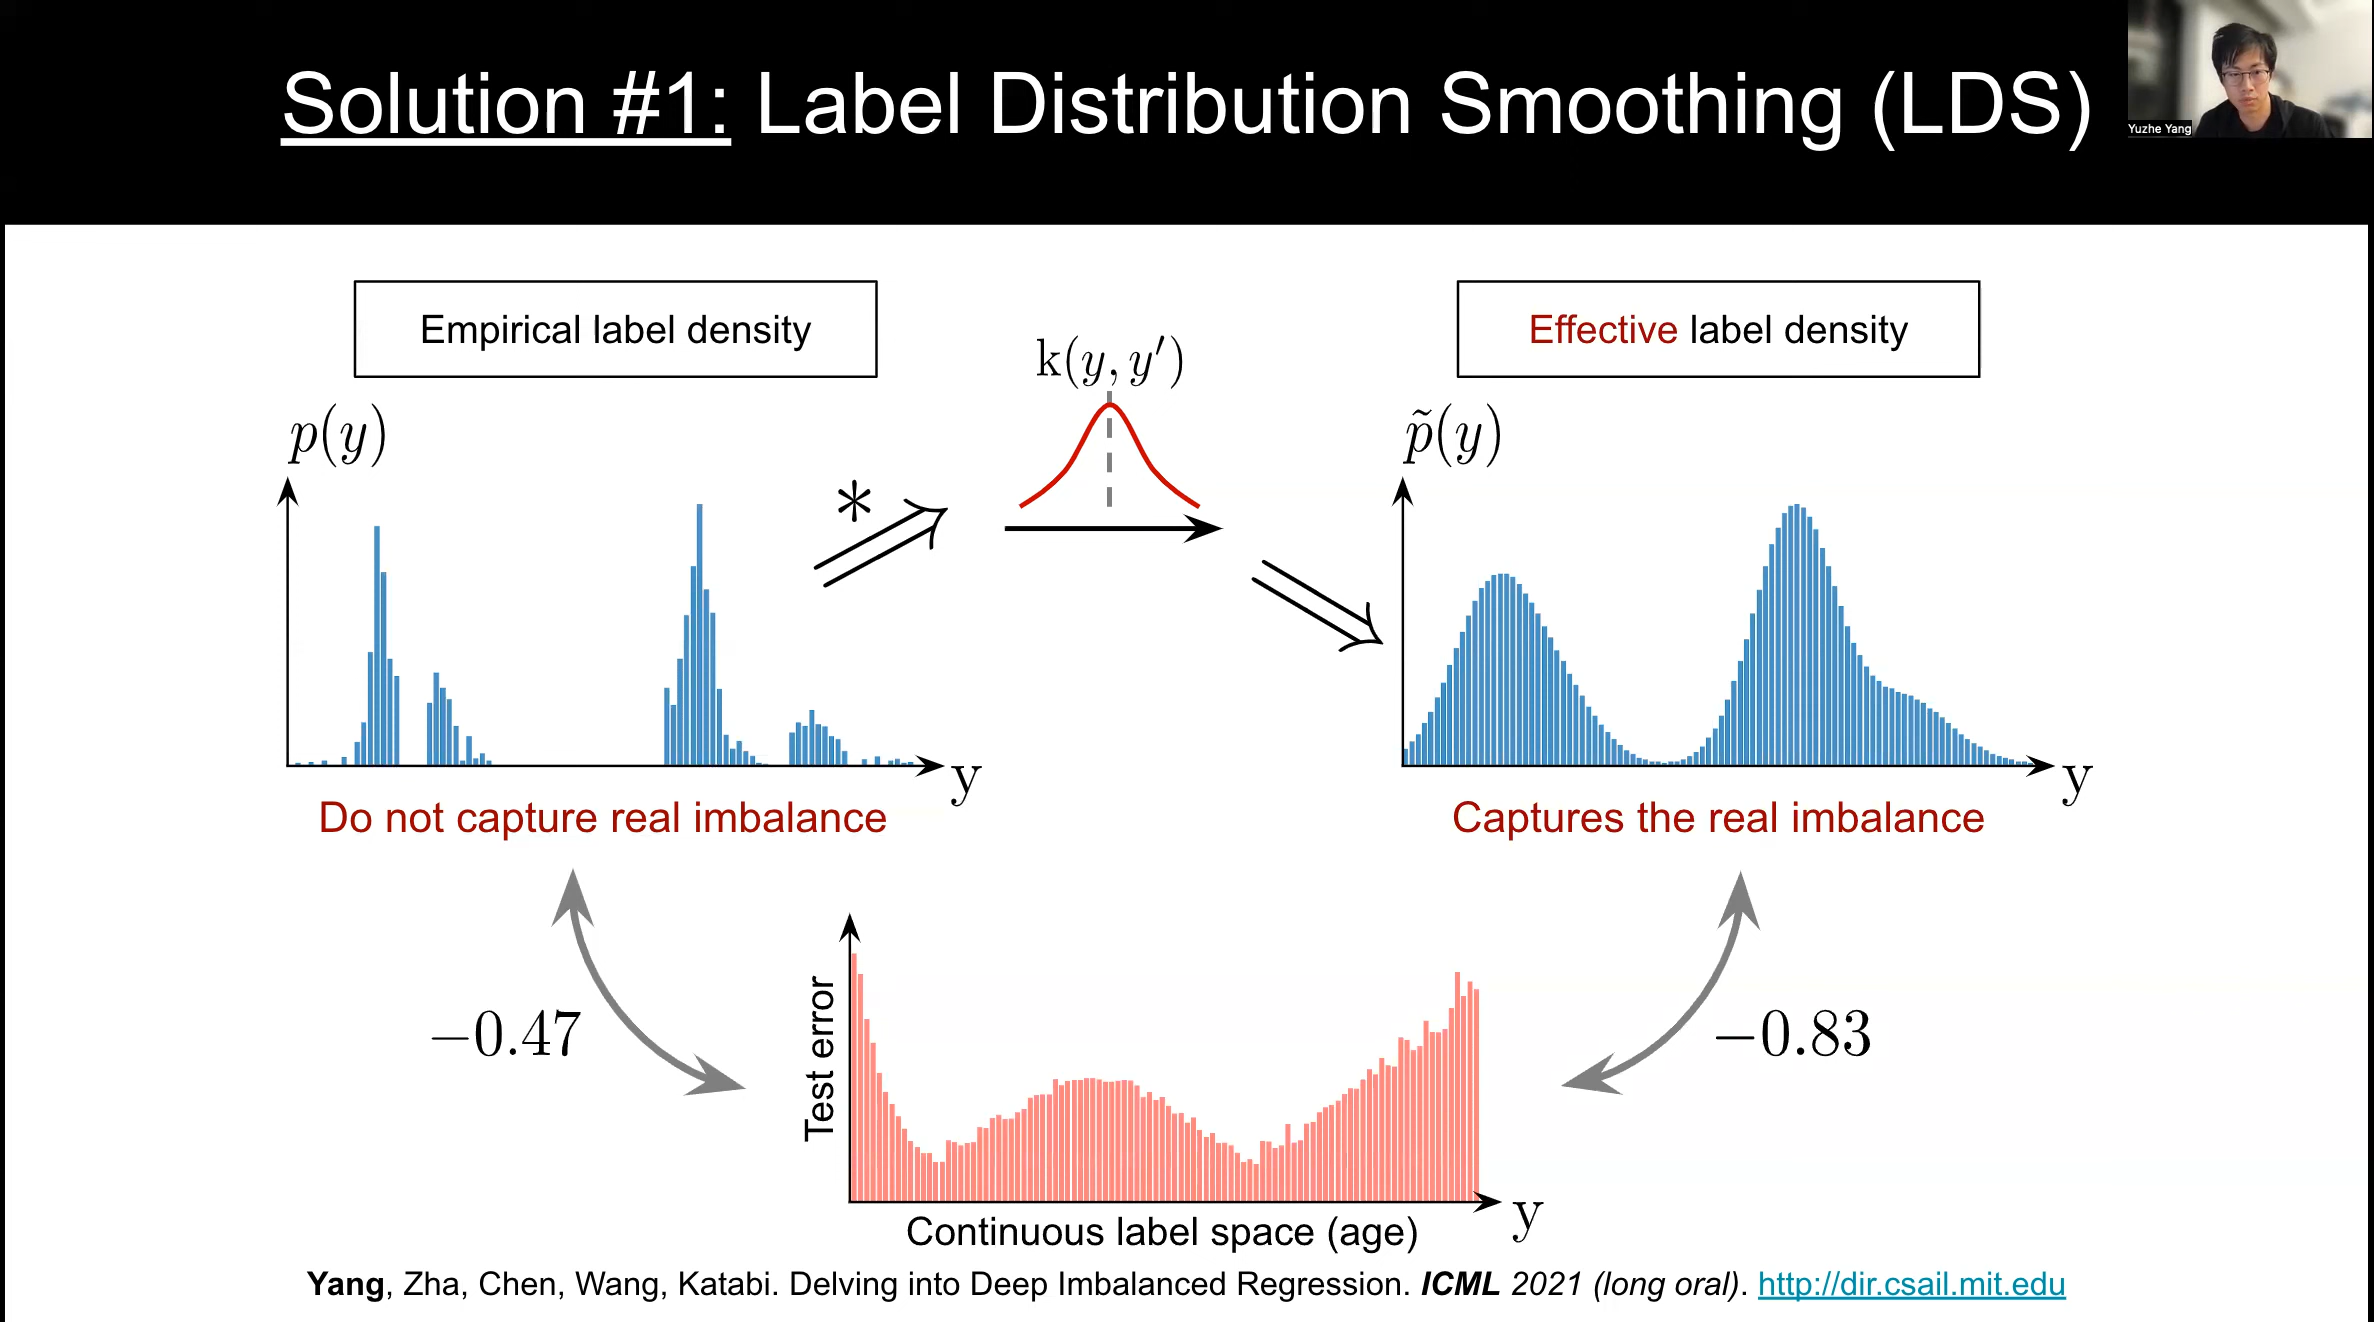 Solution #1: Label Distribution Smoothing (LDS)
Yuzhe Yang
Empirical label density
Effective label density
k(y, y′)
p(y)
p̃(y)
*
y
y
Do not capture real imbalance
Captures the real imbalance
−0.47
−0.83
Test error
y
Continuous label space (age)
Yang, Zha, Chen, Wang, Katabi. Delving into Deep Imbalanced Regression. ICML 2021 (long oral). http://dir.csail.mit.edu